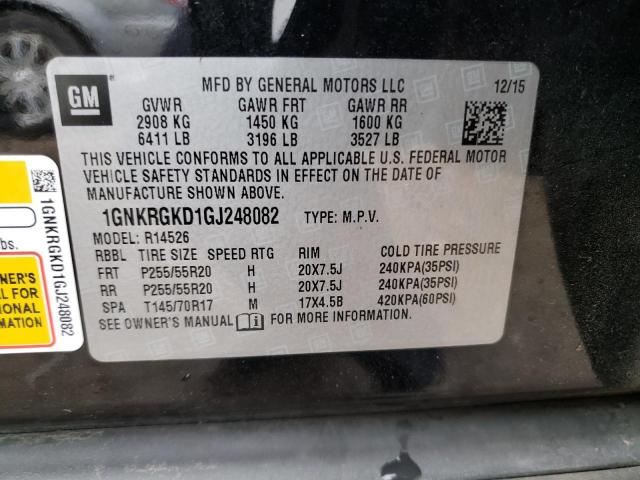 GM
MFD BY GENERAL MOTORS LLC 12/15
GVWR GAWR FRT GAWR RR
2908 KG 1450 KG 1600 KG
6411 LB 3196 LB 3527 LB
THIS VEHICLE CONFORMS TO ALL APPLICABLE U.S. FEDERAL MOTOR
VEHICLE SAFETY STANDARDS IN EFFECT ON THE DATE OF
MANUFACTURE SHOWN ABOVE.
1GNKRGKD1GJ248082 TYPE: M.P.V.
MODEL: R14526
RBBL TIRE SIZE SPEED RTG RIM COLD TIRE PRESSURE
FRT P255/55R20 H 20X7.5J 240KPA(35PSI)
RR P255/55R20 H 20X7.5J 240KPA(35PSI)
SPA T145/70R17 M 17X4.5B 420KPA(60PSI)
SEE OWNER'S MANUAL FOR MORE INFORMATION.
1GNKRGKD1GJ248082
bs.
OWNER'S
FOR